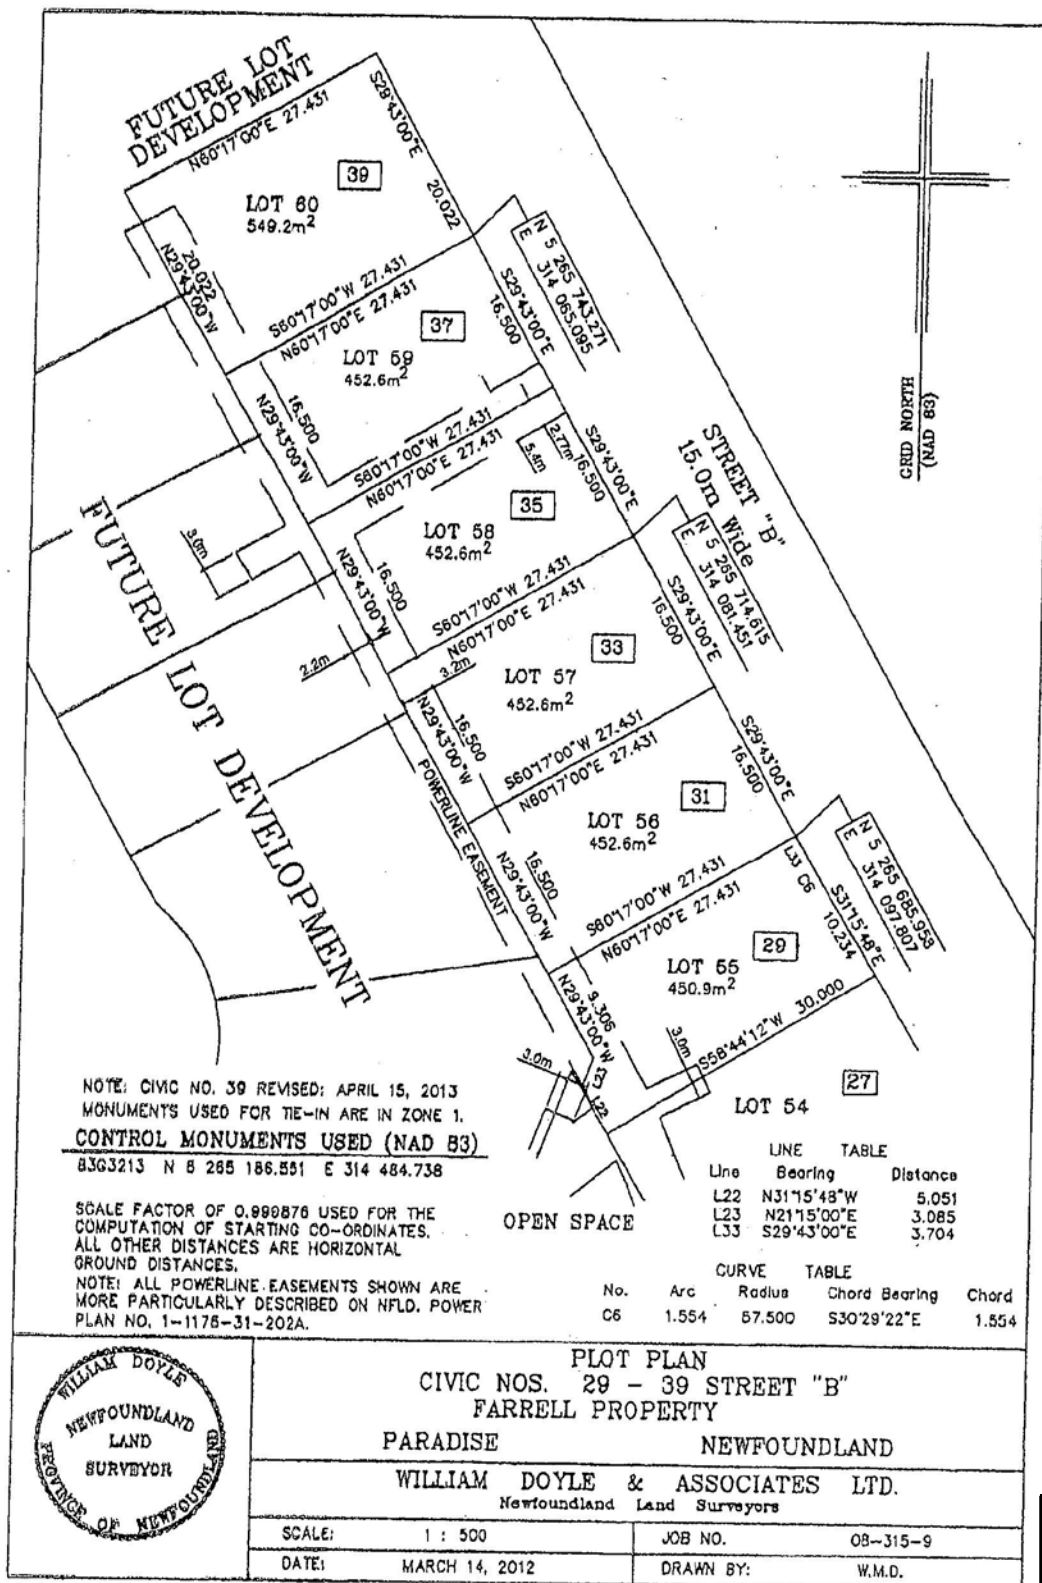 FUTURE LOT
DEVELOPMENT
N60°17'00"E 27.431
S29°43'00"E
20.022
39
LOT 60
549.2m²
20.022
N29°43'00"W
S60°17'00"W 27.431
N60°17'00"E 27.431
N 5 265 743.271
E 314 065.095
37
LOT 59
452.6m²
S29°43'00"E
16.500
16.500
N29°43'00"W
S60°17'00"W 27.431
N60°17'00"E 27.431
2.77m
5.4m
S29°43'00"E
16.500
STREET "B"
15.0m Wide
GRID NORTH
(NAD 83)
35
LOT 58
452.6m²
3.0m
16.500
N29°43'00"W
S60°17'00"W 27.431
N60°17'00"E 27.431
N 5 265 714.615
E 314 081.451
FUTURE LOT DEVELOPMENT
2.2m
3.2m
33
LOT 57
452.6m²
S29°43'00"E
16.500
16.500
N29°43'00"W
S60°17'00"W 27.431
N60°17'00"E 27.431
POWERLINE EASEMENT
31
LOT 56
452.6m²
S29°43'00"E
16.500
16.500
N29°43'00"W
S60°17'00"W 27.431
N60°17'00"E 27.431
N 5 265 685.958
E 314 097.807
L33 C6
S31°15'48"E
10.234
29
LOT 55
450.9m²
9.306
N29°43'00"W
3.0m
L23
L22
3.0m
S58°44'12"W 30.000
27
LOT 54
OPEN SPACE
NOTE: CIVIC NO. 39 REVISED: APRIL 15, 2013
MONUMENTS USED FOR TIE-IN ARE IN ZONE 1.
CONTROL MONUMENTS USED (NAD 83)
83G3213 N 5 265 186.551 E 314 484.738
SCALE FACTOR OF 0.999876 USED FOR THE
COMPUTATION OF STARTING CO-ORDINATES.
ALL OTHER DISTANCES ARE HORIZONTAL
GROUND DISTANCES.
NOTE: ALL POWERLINE EASEMENTS SHOWN ARE
MORE PARTICULARLY DESCRIBED ON NFLD. POWER
PLAN NO. 1-1176-31-202A.
LINE TABLE
Line Bearing Distance
L22 N31°15'48"W 5.051
L23 N21°15'00"E 3.085
L33 S29°43'00"E 3.704
CURVE TABLE
No. Arc Radius Chord Bearing Chord
C6 1.554 57.500 S30°29'22"E 1.554
WILLIAM DOYLE
NEWFOUNDLAND
LAND
SURVEYOR
PROVINCE OF NEWFOUNDLAND
PLOT PLAN
CIVIC NOS. 29 - 39 STREET "B"
FARRELL PROPERTY
PARADISE NEWFOUNDLAND
WILLIAM DOYLE & ASSOCIATES LTD.
Newfoundland Land Surveyors
SCALE: 1 : 500 JOB NO. 08-315-9
DATE: MARCH 14, 2012 DRAWN BY: W.M.D.